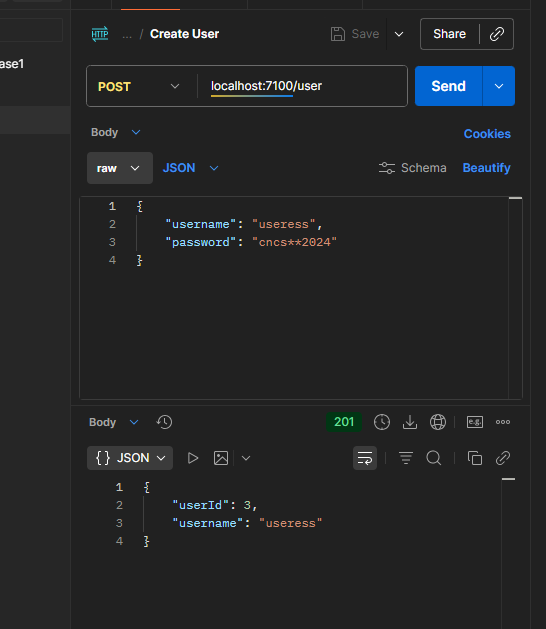 HTTP ... / Create User Save Share
ase1
POST localhost:7100/user Send
Body Cookies
raw JSON Schema Beautify
1 {
2 "username": "useress",
3 "password": "cncs**2024"
4 }
Body 201 e.g.
{} JSON
1 {
2 "userId": 3,
3 "username": "useress"
4 }